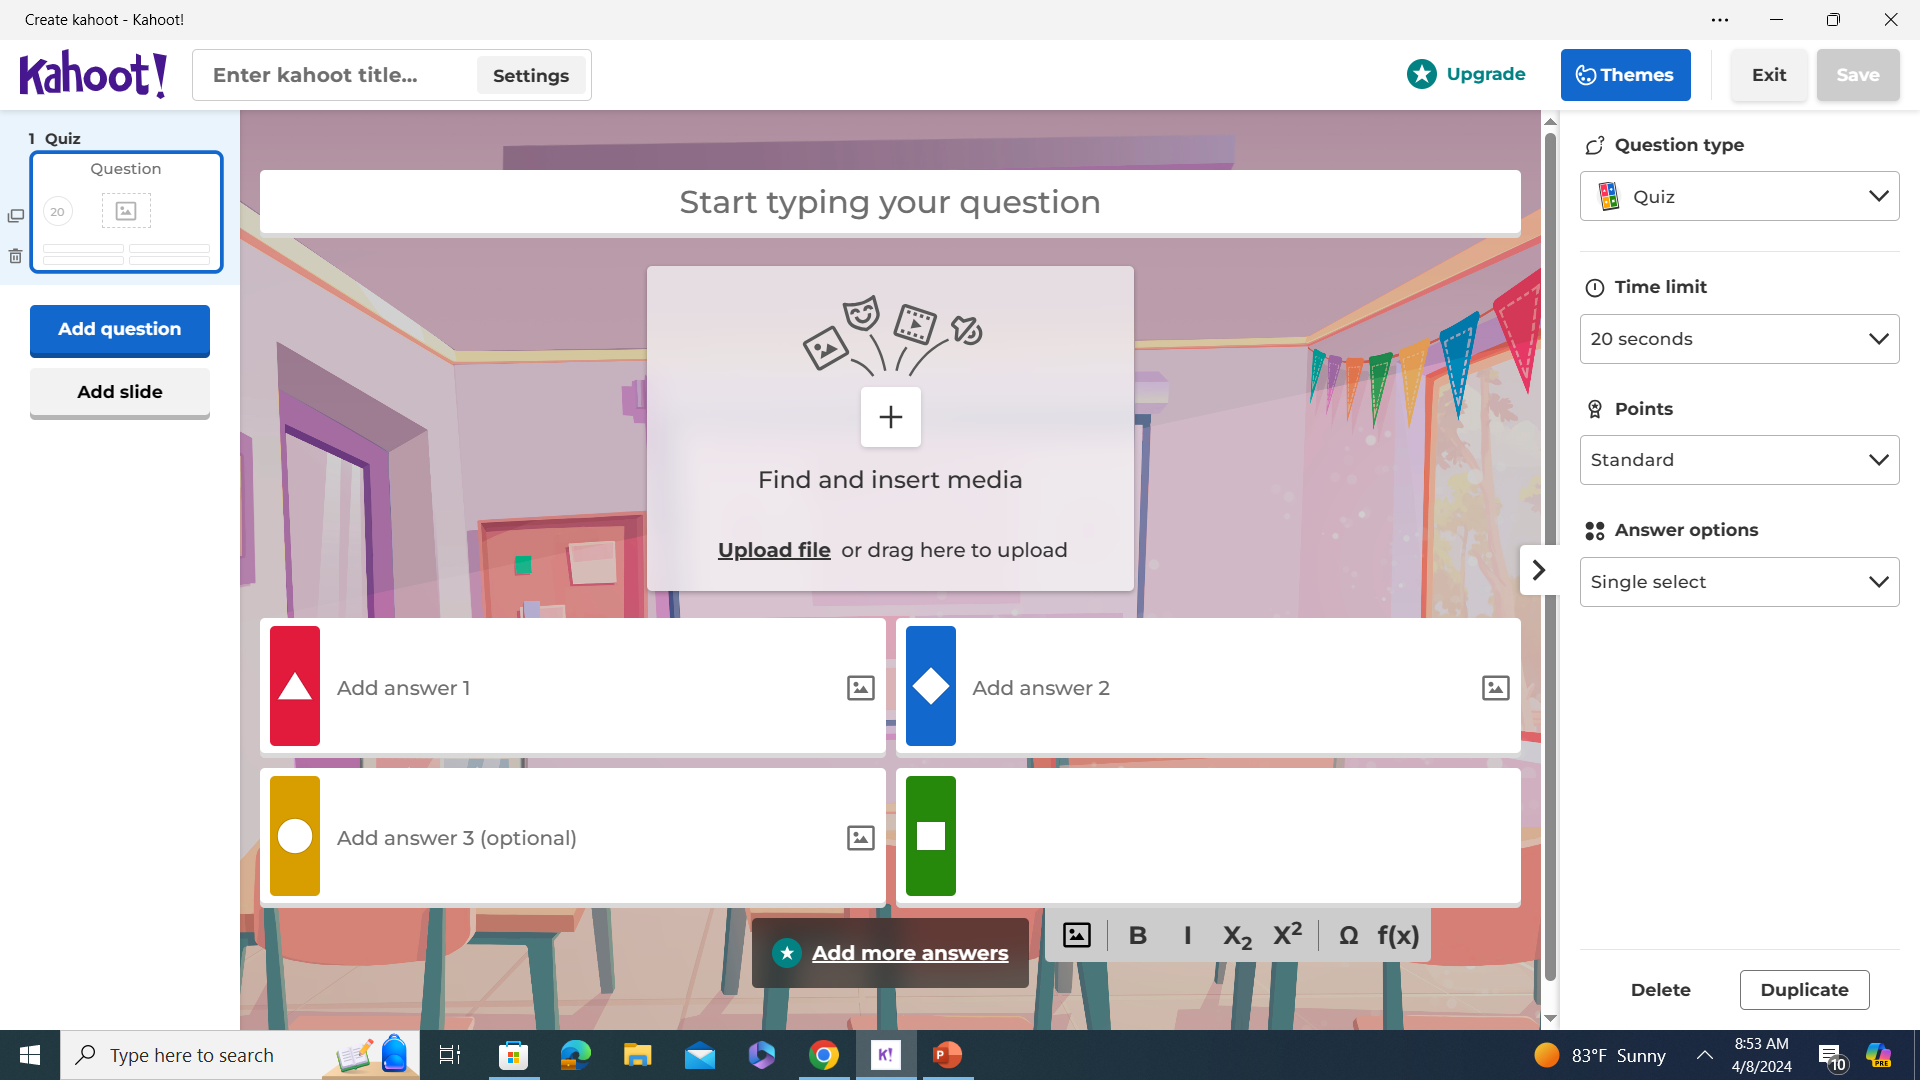 Create kahoot - Kahoot!
Kahoot!
Enter kahoot title...
Settings
Upgrade
Themes
Exit
Save
1 Quiz
Question
20
Add question
Add slide
Start typing your question
Find and insert media
Upload file or drag here to upload
Add answer 1
Add answer 2
Add answer 3 (optional)
Add more answers
B I X₂ X² Ω f(x)
Question type
Quiz
Time limit
20 seconds
Points
Standard
Answer options
Single select
Delete
Duplicate
Type here to search
K!
P
83°F Sunny
8:53 AM
4/8/2024
10
PRE